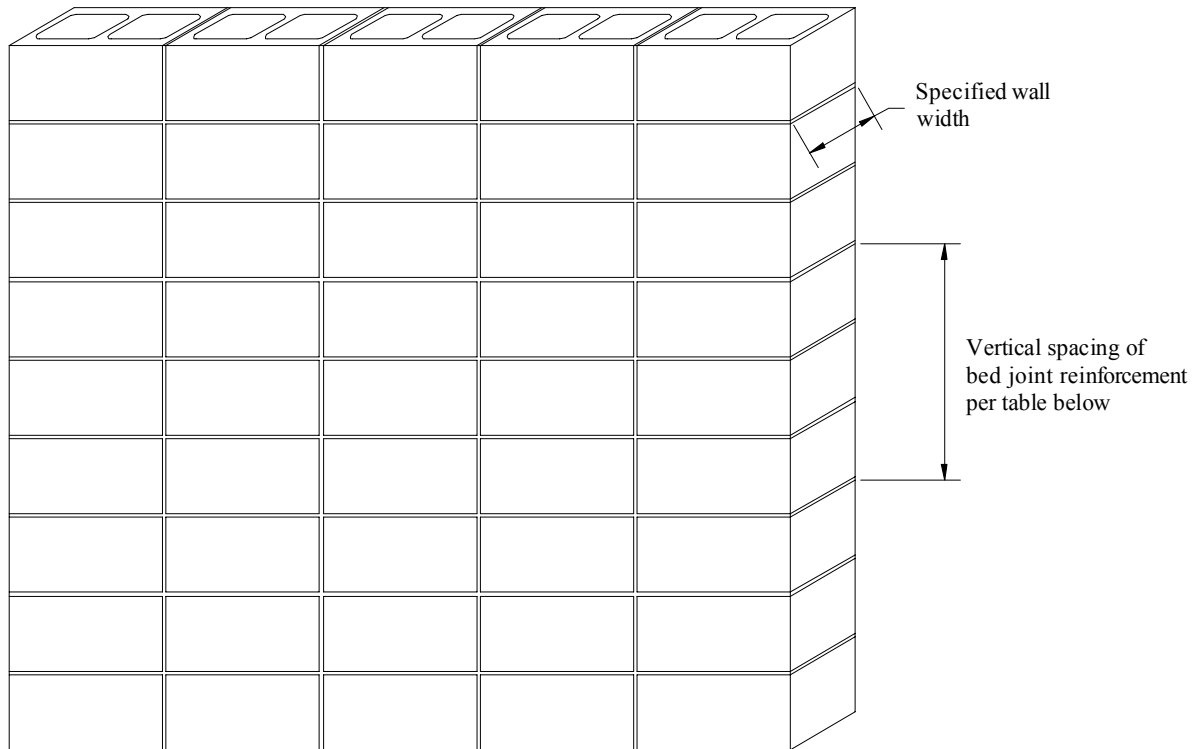 Specified wall
width
Vertical spacing of
bed joint reinforcement
per table below